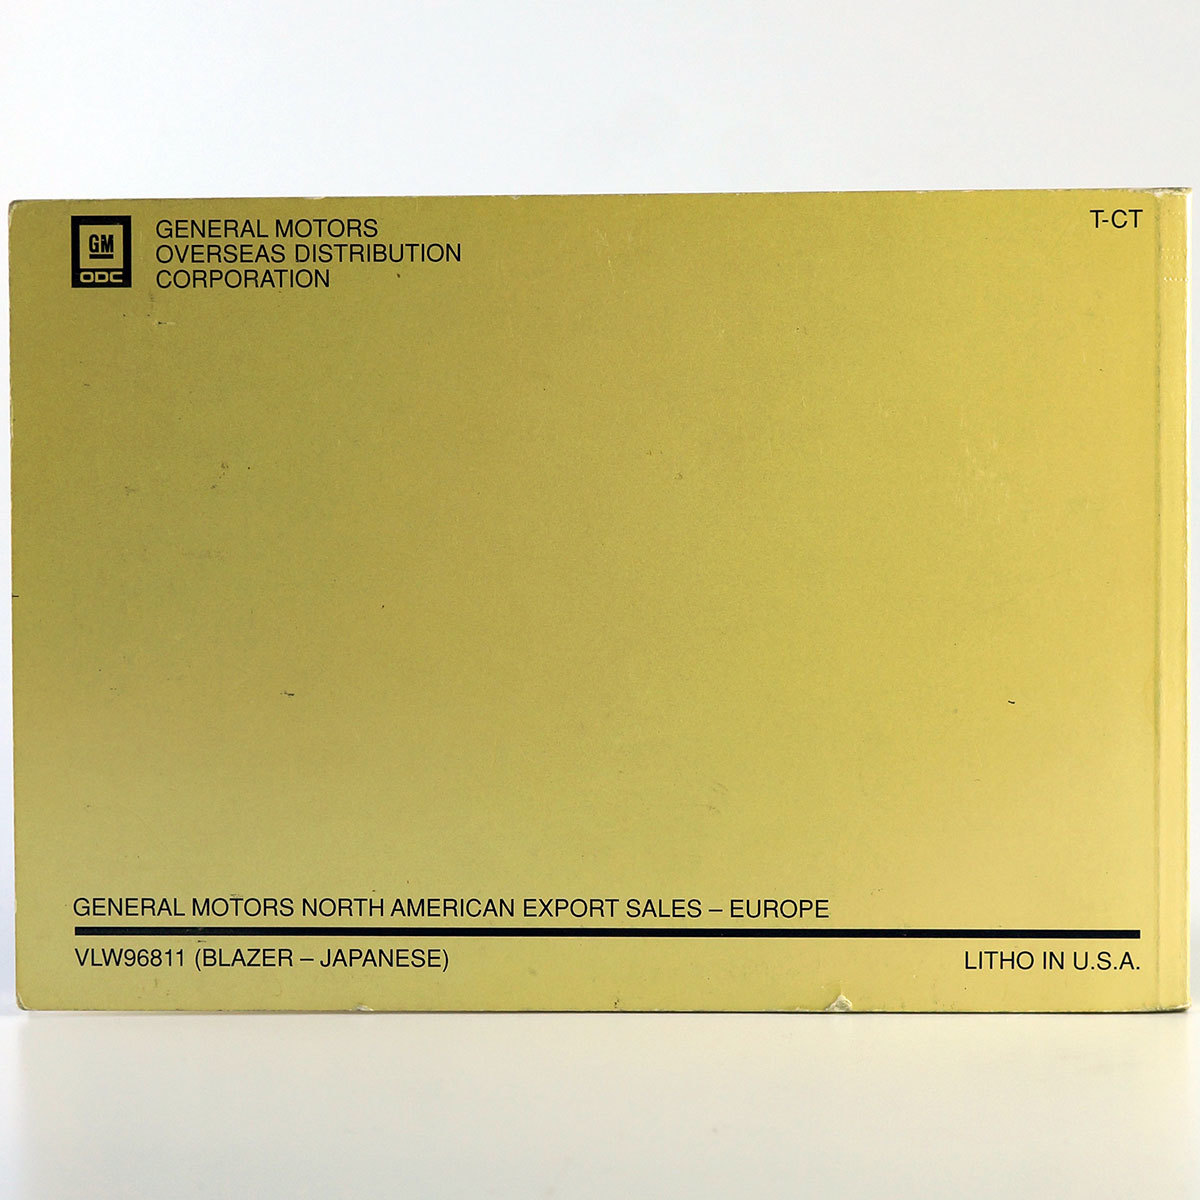 GM
ODC
GENERAL MOTORS
OVERSEAS DISTRIBUTION
CORPORATION
T-CT
GENERAL MOTORS NORTH AMERICAN EXPORT SALES – EUROPE
VLW96811 (BLAZER – JAPANESE)
LITHO IN U.S.A.